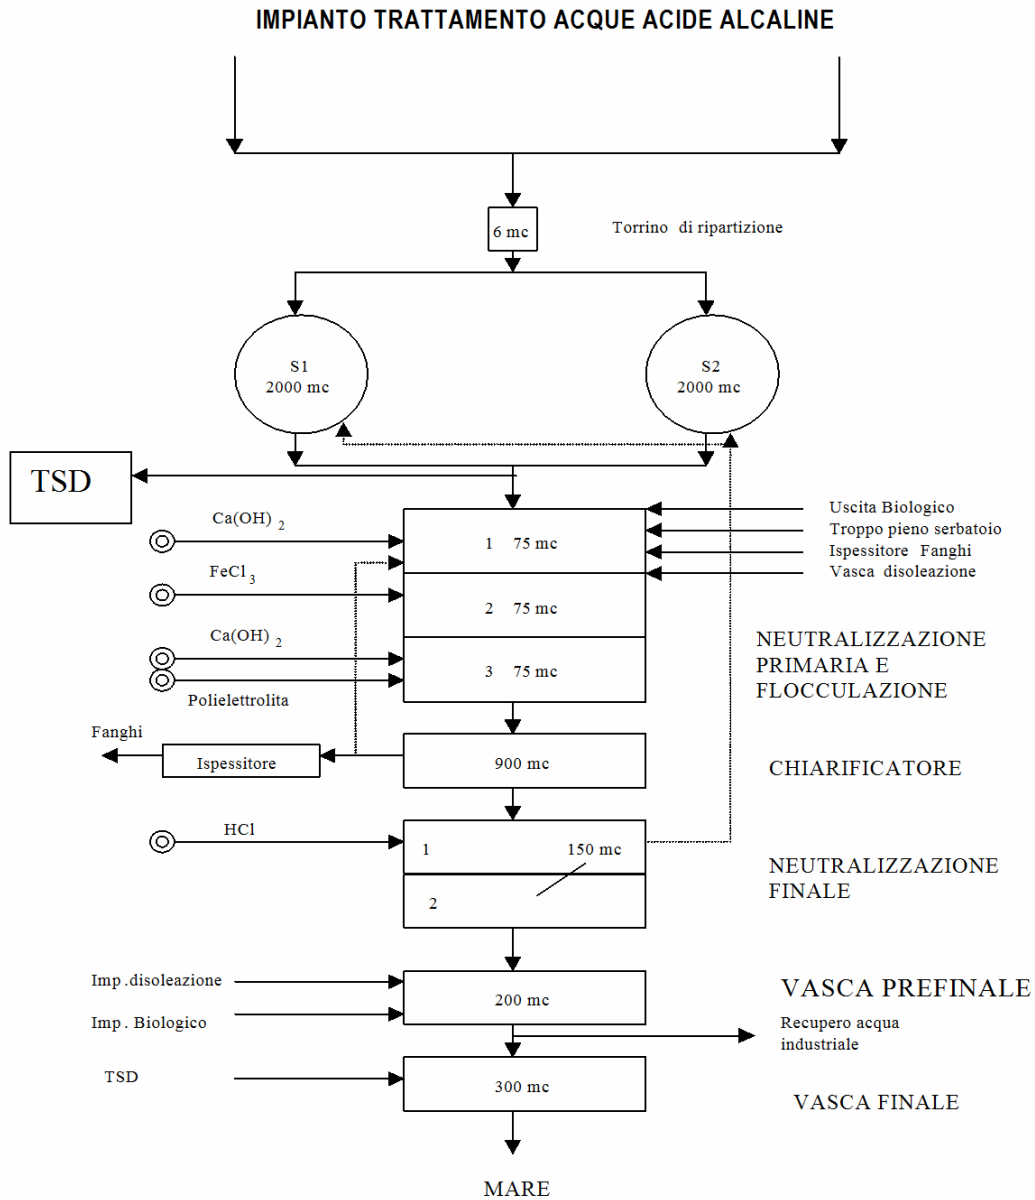 IMPIANTO TRATTAMENTO ACQUE ACIDE ALCALINE
6 mc
Torrino di ripartizione
S1
2000 mc
S2
2000 mc
TSD
Ca(OH) 2
FeCl3
Ca(OH) 2
Polielettrolita
1 75 mc
2 75 mc
3 75 mc
Uscita Biologico
Troppo pieno serbatoio
Ispessitore Fanghi
Vasca disoleazione
NEUTRALIZZAZIONE
PRIMARIA E
FLOCCULAZIONE
Fanghi
Ispessitore
900 mc
CHIARIFICATORE
HCl
1 150 mc
2
NEUTRALIZZAZIONE
FINALE
Imp.disoleazione
Imp. Biologico
200 mc
VASCA PREFINALE
Recupero acqua
industriale
TSD
300 mc
VASCA FINALE
MARE